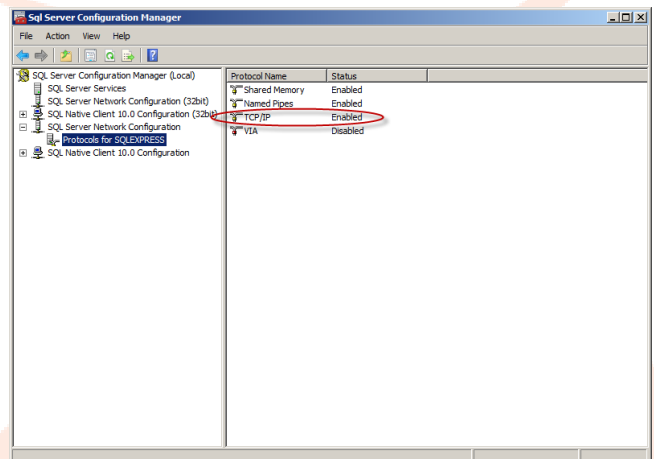 Sql Server Configuration Manager
File Action View Help
SQL Server Configuration Manager (Local)
SQL Server Services
SQL Server Network Configuration (32bit)
SQL Native Client 10.0 Configuration (32bit)
SQL Server Network Configuration
Protocols for SQLEXPRESS
SQL Native Client 10.0 Configuration
Protocol Name Status
Shared Memory Enabled
Named Pipes Enabled
TCP/IP Enabled
VIA Disabled